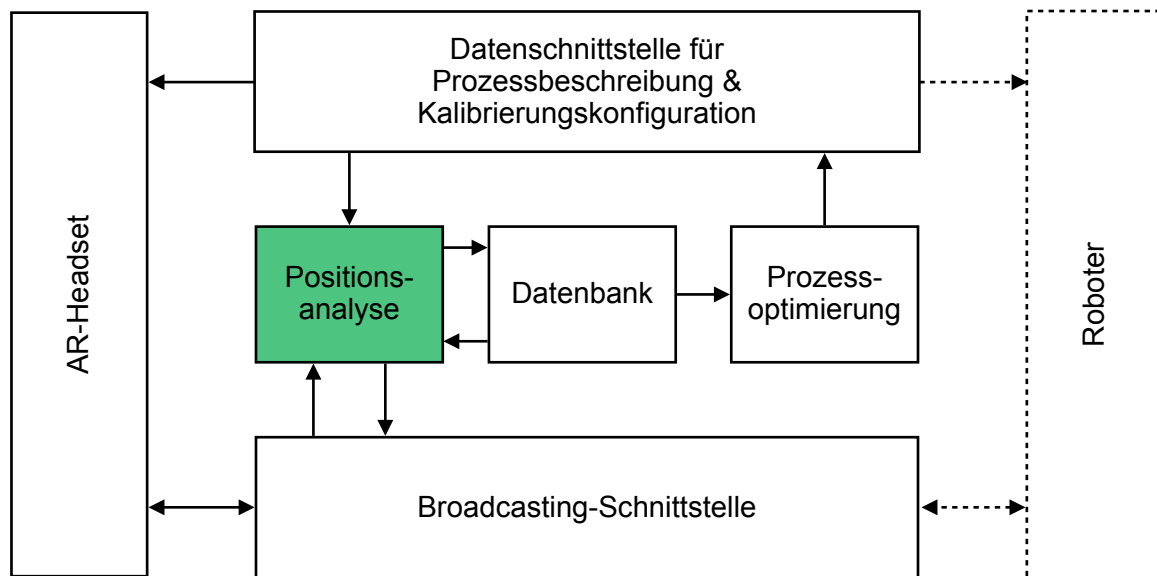 Datenschnittstelle für
Prozessbeschreibung &
Kalibrierungskonfiguration
AR-Headset
Positions-
analyse
Datenbank
Prozess-
optimierung
Roboter
Broadcasting-Schnittstelle